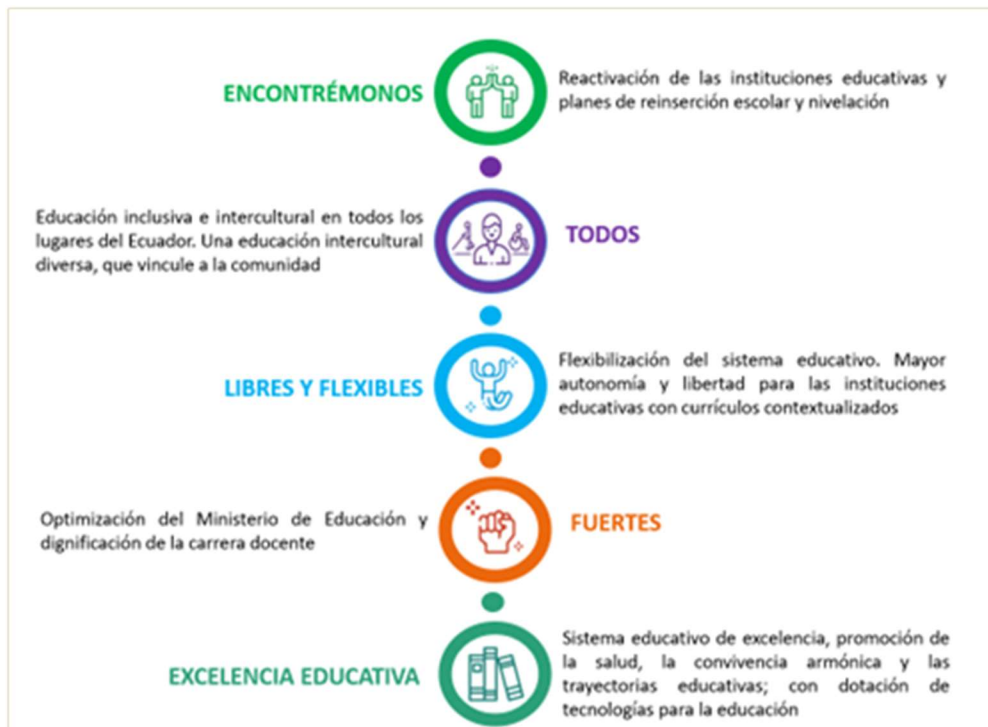 ENCONTRÉMONOS
Reactivación de las instituciones educativas y
planes de reinserción escolar y nivelación
Educación inclusiva e intercultural en todos los
lugares del Ecuador. Una educación intercultural
diversa, que vincule a la comunidad
TODOS
LIBRES Y FLEXIBLES
Flexibilización del sistema educativo. Mayor
autonomía y libertad para las instituciones
educativas con currículos contextualizados
Optimización del Ministerio de Educación y
dignificación de la carrera docente
FUERTES
EXCELENCIA EDUCATIVA
Sistema educativo de excelencia, promoción de
la salud, la convivencia armónica y las
trayectorias educativas; con dotación de
tecnologías para la educación